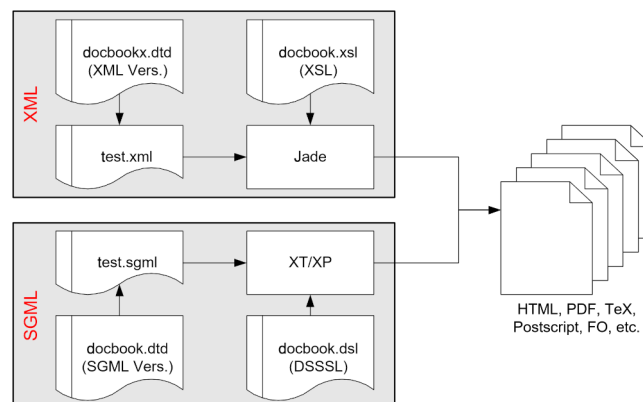 XML
docbookx.dtd
(XML Vers.)
docbook.xsl
(XSL)
test.xml
Jade
SGML
test.sgml
XT/XP
docbook.dtd
(SGML Vers.)
docbook.dsl
(DSSSL)
HTML, PDF, TeX,
Postscript, FO, etc.